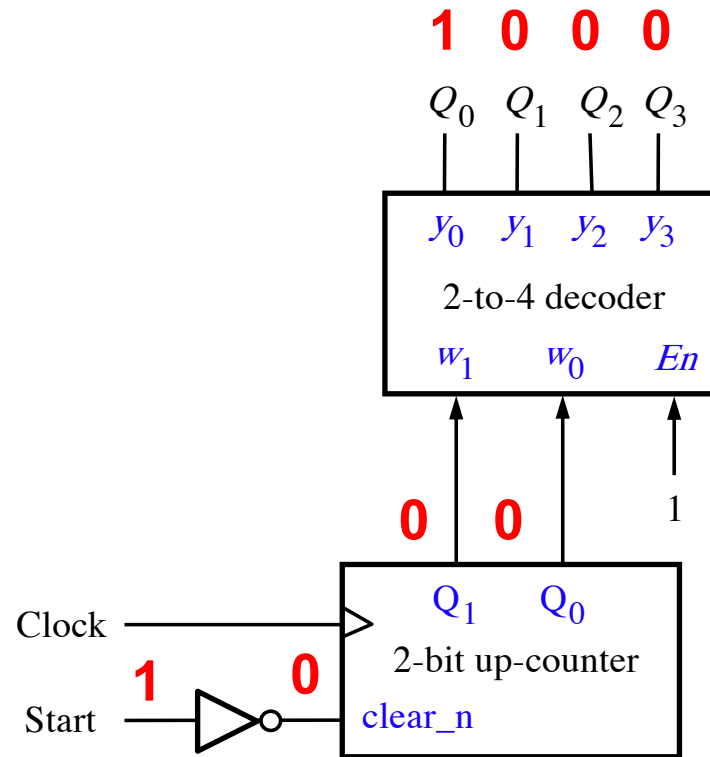 1 0 0 0
Q0 Q1 Q2 Q3
y0 y1 y2 y3
2-to-4 decoder
w1 w0 En
0 0 1
Q1 Q0
Clock
2-bit up-counter
1 0
Start clear_n